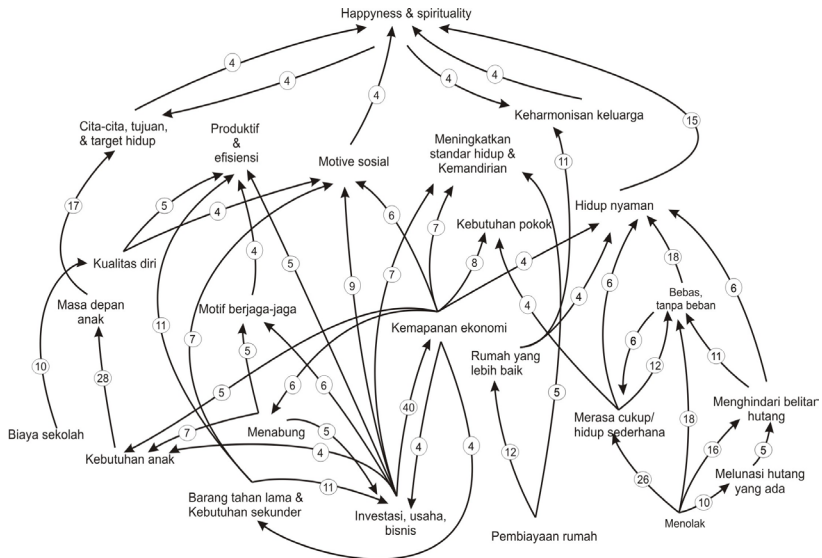 Happyness & spirituality
4
4
4
4
4
Keharmonisan keluarga
15
Cita-cita, tujuan,
& target hidup
Produktif
&
efisiensi
Motive sosial
Meningkatkan
standar hidup &
Kemandirian
11
17
5
4
6
7
Kebutuhan pokok
Hidup nyaman
Kualitas diri
4
5
9
7
8
4
18
Masa depan
anak
Motif berjaga-jaga
4
4
6
6
Bebas,
tanpa beban
11
7
Kemapanan ekonomi
6
12
11
10
28
5
5
6
6
Rumah yang
lebih baik
5
Menghindari belitan
hutang
Biaya sekolah
7
Menabung
5
40
4
4
Merasa cukup/
hidup sederhana
18
16
5
Kebutuhan anak
4
12
26
Melunasi hutang
yang ada
11
10
Barang tahan lama &
Kebutuhan sekunder
Investasi, usaha,
bisnis
Pembiayaan rumah
Menolak